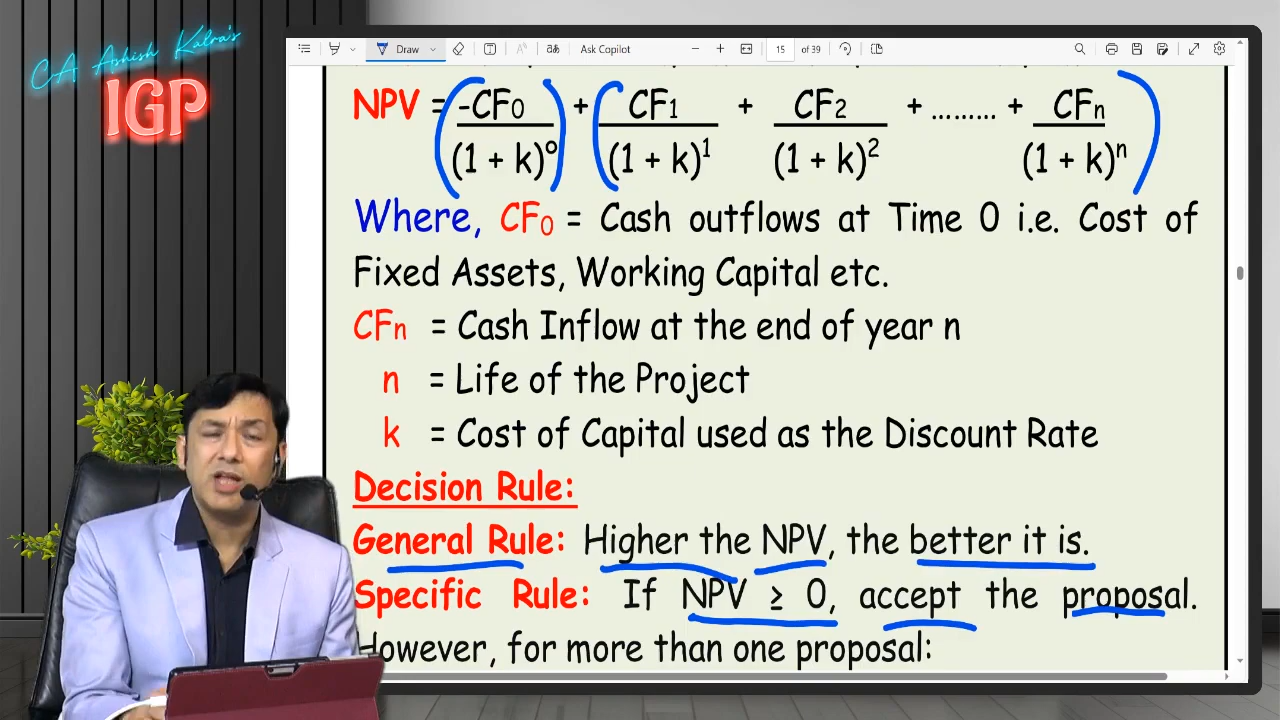 CA Ashish Kalra's
IGP
Draw
Ask Copilot
15 of 39
NPV = -CF₀/(1 + k)⁰ + CF₁/(1 + k)¹ + CF₂/(1 + k)² + ……… + CFₙ/(1 + k)ⁿ
Where, CF₀ = Cash outflows at Time 0 i.e. Cost of
Fixed Assets, Working Capital etc.
CFₙ = Cash Inflow at the end of year n
n = Life of the Project
k = Cost of Capital used as the Discount Rate
Decision Rule:
General Rule: Higher the NPV, the better it is.
Specific Rule: If NPV ≥ 0, accept the proposal.
However, for more than one proposal: